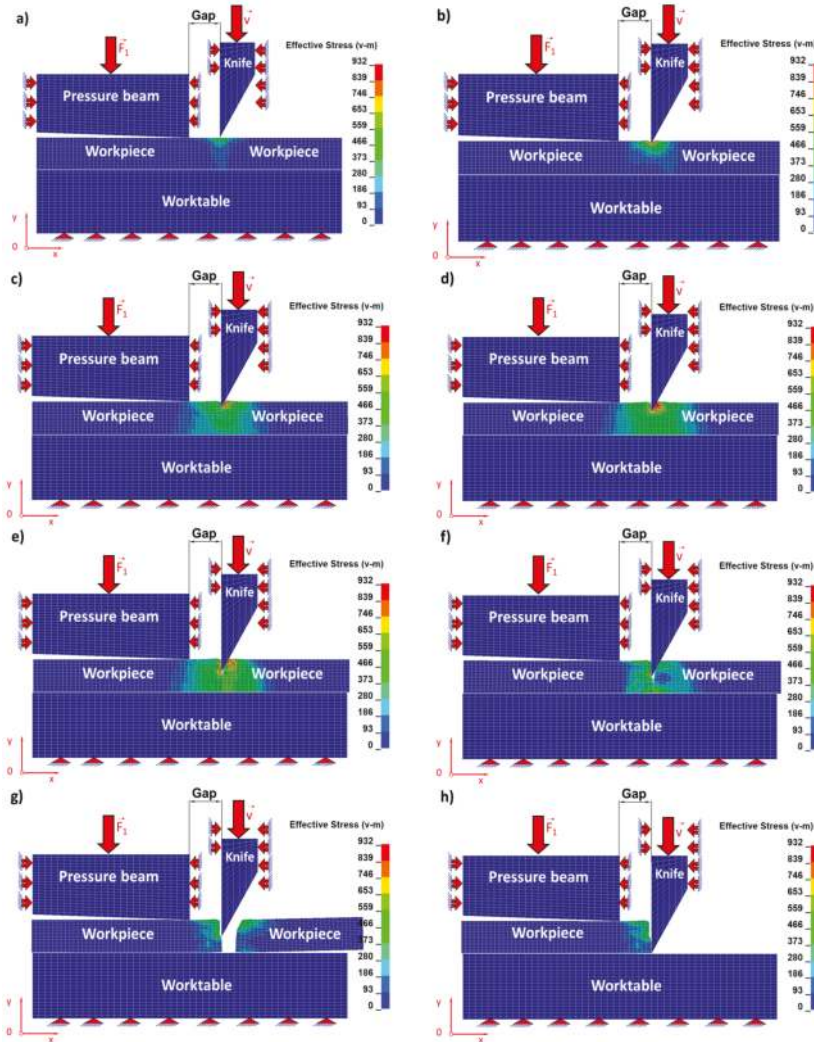 a)
Gap
v
F1
Knife
Pressure beam
Workpiece
Workpiece
Worktable
y
0
x
Effective Stress (v-m)
932
839
746
653
559
466
373
280
186
93
0
b)
Gap
v
F1
Knife
Pressure beam
Workpiece
Workpiece
Worktable
y
0
x
Effective Stress (v-m)
932
839
746
653
559
466
373
280
186
93
0
c)
Gap
v
F1
Knife
Pressure beam
Workpiece
Workpiece
Worktable
y
0
x
Effective Stress (v-m)
932
839
746
653
559
466
373
280
186
93
0
d)
Gap
v
F1
Knife
Pressure beam
Workpiece
Workpiece
Worktable
y
0
x
Effective Stress (v-m)
932
839
746
653
559
466
373
280
186
93
0
e)
Gap
v
F1
Knife
Pressure beam
Workpiece
Workpiece
Worktable
y
0
x
Effective Stress (v-m)
932
839
746
653
559
466
373
280
186
93
0
f)
Gap
v
F1
Knife
Pressure beam
Workpiece
Workpiece
Worktable
y
0
x
Effective Stress (v-m)
932
839
746
653
559
466
373
280
186
93
0
g)
Gap
v
F1
Knife
Pressure beam
Workpiece
Workpiece
Worktable
y
0
x
Effective Stress (v-m)
932
839
746
653
559
466
373
280
186
93
0
h)
Gap
v
F1
Knife
Pressure beam
Workpiece
Worktable
y
0
x
Effective Stress (v-m)
932
839
746
653
559
466
373
280
186
93
0